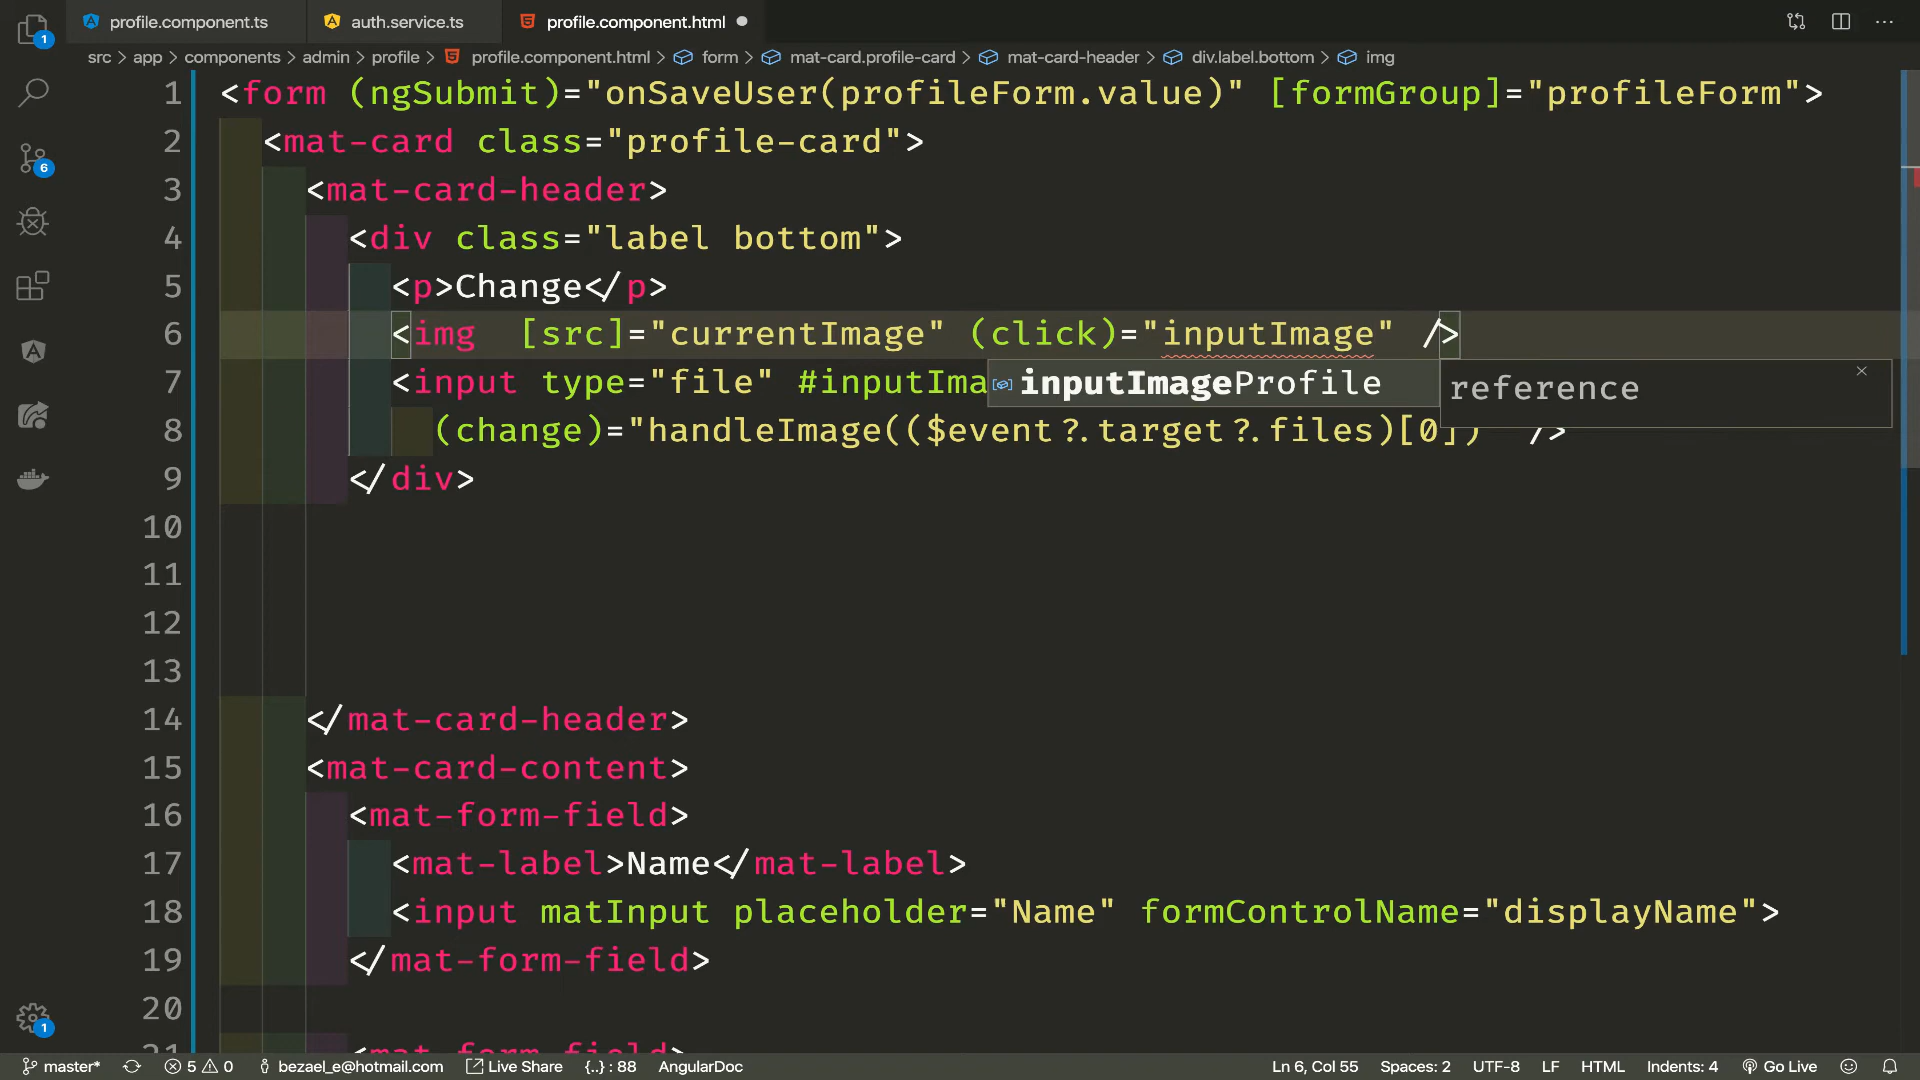 profile.component.ts auth.service.ts profile.component.html
src > app > components > admin > profile > profile.component.html > form > mat-card.profile-card > mat-card-header > div.label.bottom > img
1 <form (ngSubmit)="onSaveUser(profileForm.value)" [formGroup]="profileForm">
2 <mat-card class="profile-card">
3 <mat-card-header>
4 <div class="label bottom">
5 <p>Change</p>
6 <img [src]="currentImage" (click)="inputImage" />
7 <input type="file" #inputIma
inputImageProfile reference
8 (change)="handleImage(($event?.target?.files)[0])" />
9 </div>
10
11
12
13
14 </mat-card-header>
15 <mat-card-content>
16 <mat-form-field>
17 <mat-label>Name</mat-label>
18 <input matInput placeholder="Name" formControlName="displayName">
19 </mat-form-field>
20
21 <mat-form-field>
1
6
1
master* 5 0 bezael_e@hotmail.com Live Share {..} : 88 AngularDoc Ln 6, Col 55 Spaces: 2 UTF-8 LF HTML Indents: 4 Go Live